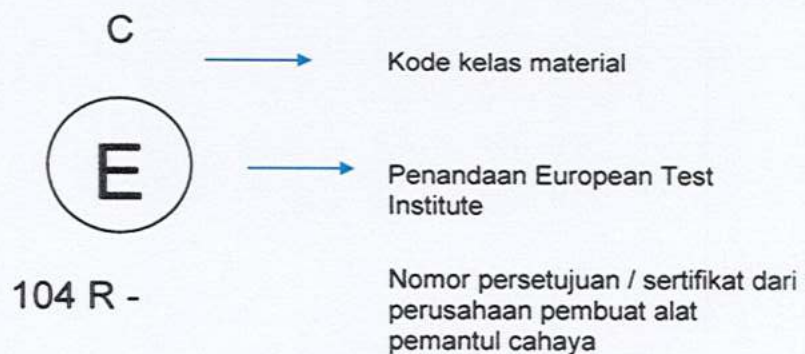 C
Kode kelas material
E
Penandaan European Test
Institute
104 R -
Nomor persetujuan / sertifikat dari
perusahaan pembuat alat
pemantul cahaya